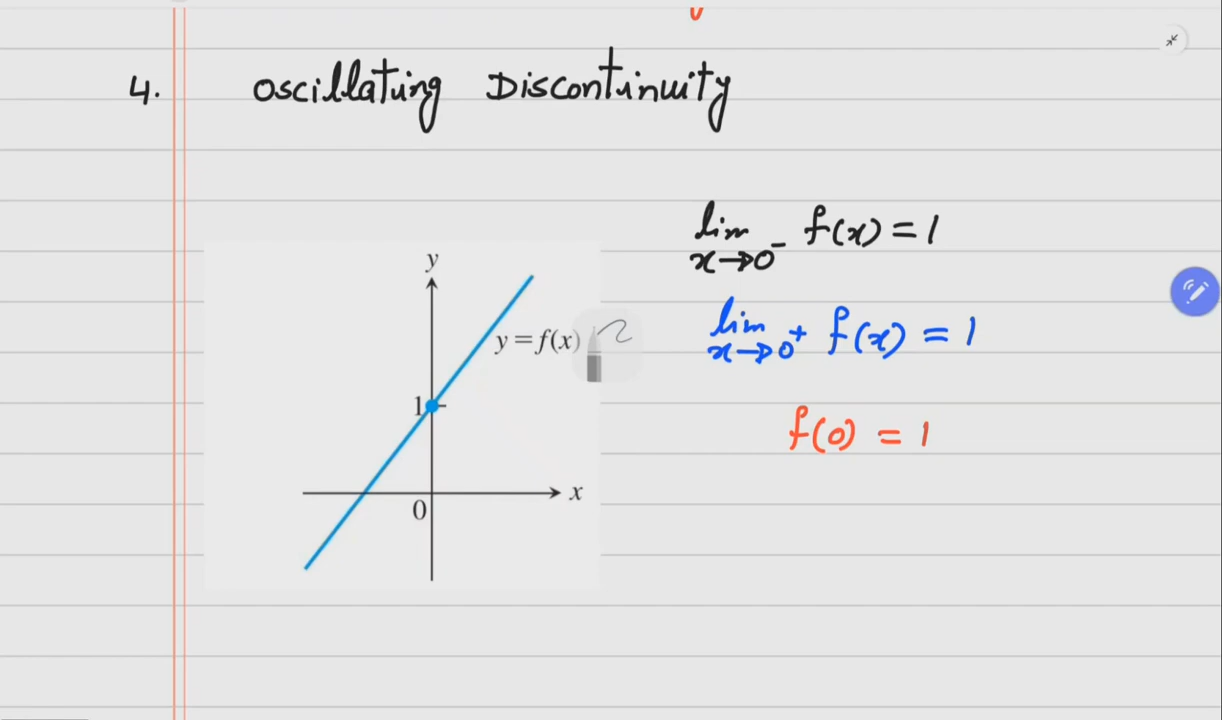 4. Oscillating Discontinuity
lim x→0⁻ f(x) = 1
y
lim x→0⁺ f(x) = 1
y = f(x)
1
f(0) = 1
x
0